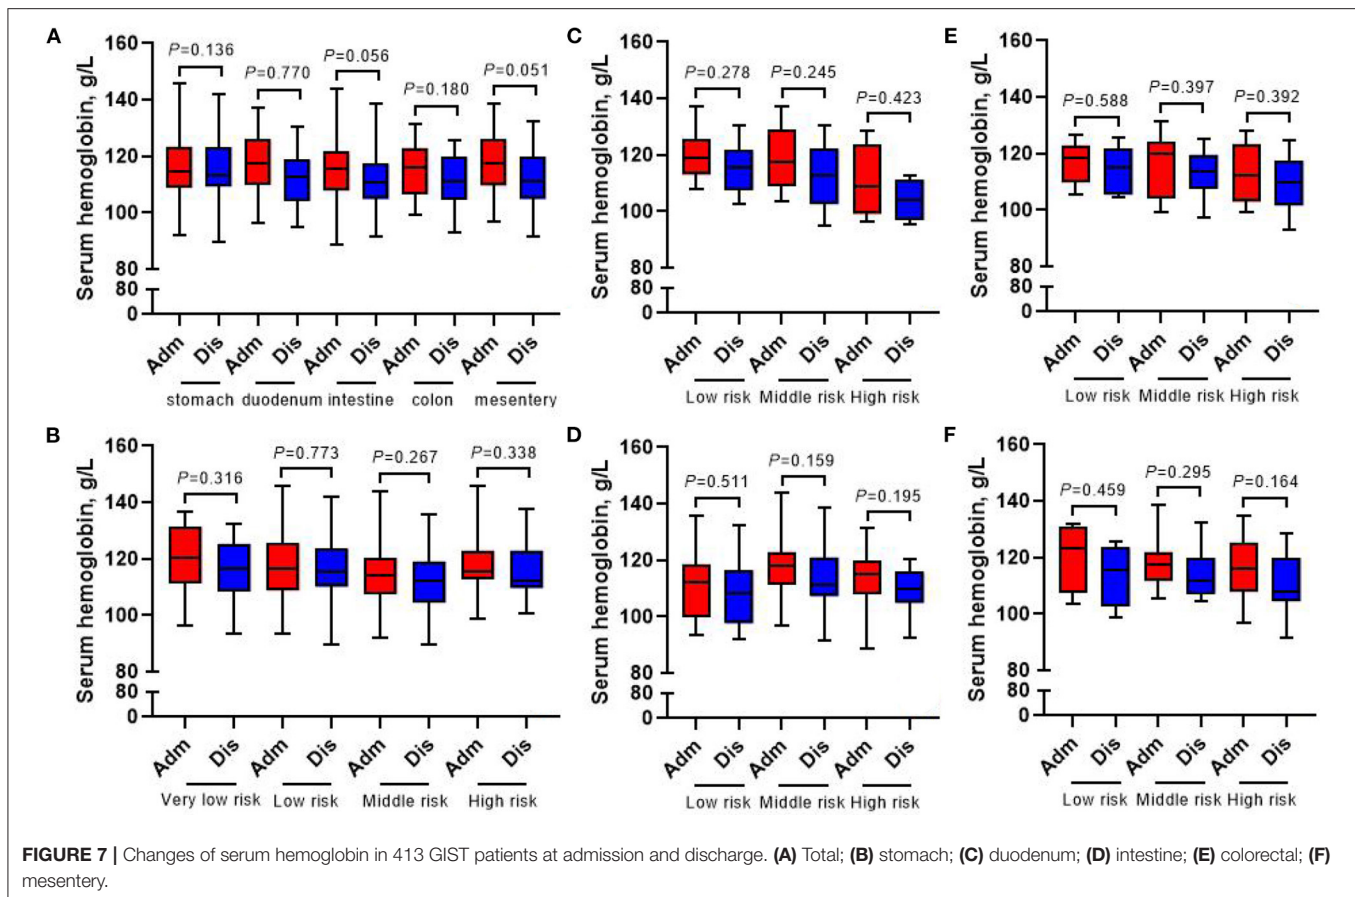 A
Serum hemoglobin, g/L
160
140
120
100
80
80
0
P=0.136
P=0.770
P=0.056
P=0.180
P=0.051
Adm Dis Adm Dis Adm Dis Adm Dis Adm Dis
stomach duodenum intestine colon mesentery
C
Serum hemoglobin, g/L
160
140
120
100
80
80
0
P=0.278
P=0.245
P=0.423
Adm Dis Adm Dis Adm Dis
Low risk Middle risk High risk
E
Serum hemoglobin, g/L
160
140
120
100
80
80
0
P=0.588
P=0.397
P=0.392
Adm Dis Adm Dis Adm Dis
Low risk Middle risk High risk
B
Serum hemoglobin, g/L
160
140
120
100
80
80
0
P=0.316
P=0.773
P=0.267
P=0.338
Adm Dis Adm Dis Adm Dis Adm Dis
Very low risk Low risk Middle risk High risk
D
Serum hemoglobin, g/L
160
140
120
100
80
80
0
P=0.511
P=0.159
P=0.195
Adm Dis Adm Dis Adm Dis
Low risk Middle risk High risk
F
Serum hemoglobin, g/L
160
140
120
100
80
80
0
P=0.459
P=0.295
P=0.164
Adm Dis Adm Dis Adm Dis
Low risk Middle risk High risk
FIGURE 7 | Changes of serum hemoglobin in 413 GIST patients at admission and discharge. (A) Total; (B) stomach; (C) duodenum; (D) intestine; (E) colorectal; (F)
mesentery.